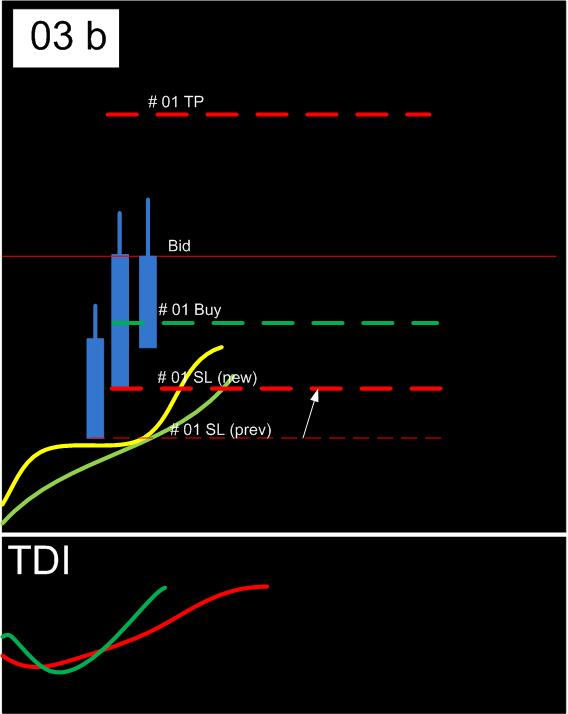 03 b
# 01 TP
Bid
# 01 Buy
# 01 SL (new)
# 01 SL (prev)
TDI